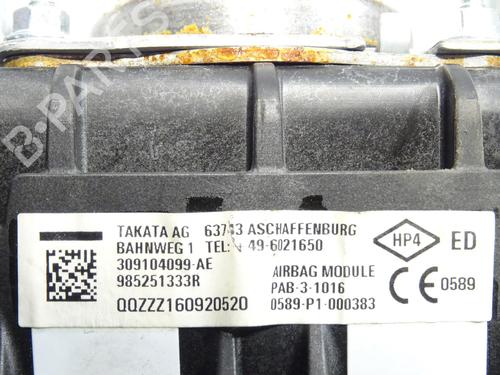 B-PARTS
TAKATA AG 63743 ASCHAFFENBURG
BAHNWEG 1 TEL: + 49-6021650
309104099-AE
985251333R
QQZZZ160920520
AIRBAG MODULE
PAB-3-1016
0589-P1-000383
HP4
ED
CE 0589